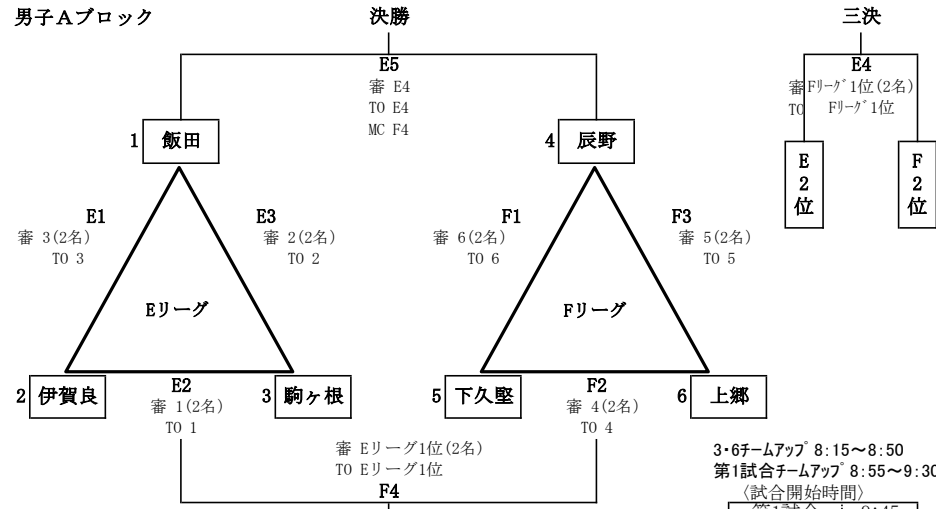 男子Aブロック
決勝
三決
E5
審 E4
TO E4
MC F4
E4
審 Fリーグ1位(2名)
TO Fリーグ1位
1 飯田
4 辰野
E2位
F2位
E1
審 3(2名)
TO 3
E3
審 2(2名)
TO 2
F1
審 6(2名)
TO 6
F3
審 5(2名)
TO 5
Eリーグ
Fリーグ
2 伊賀良
E2
審 1(2名)
TO 1
3 駒ヶ根
5 下久堅
F2
審 4(2名)
TO 4
6 上郷
審 Eリーグ1位(2名)
TO Eリーグ1位
F4
3・6チームアップ 8:15～8:50
第1試合チームアップ 8:55～9:30
〈試合開始時間〉
第1試合
9:45